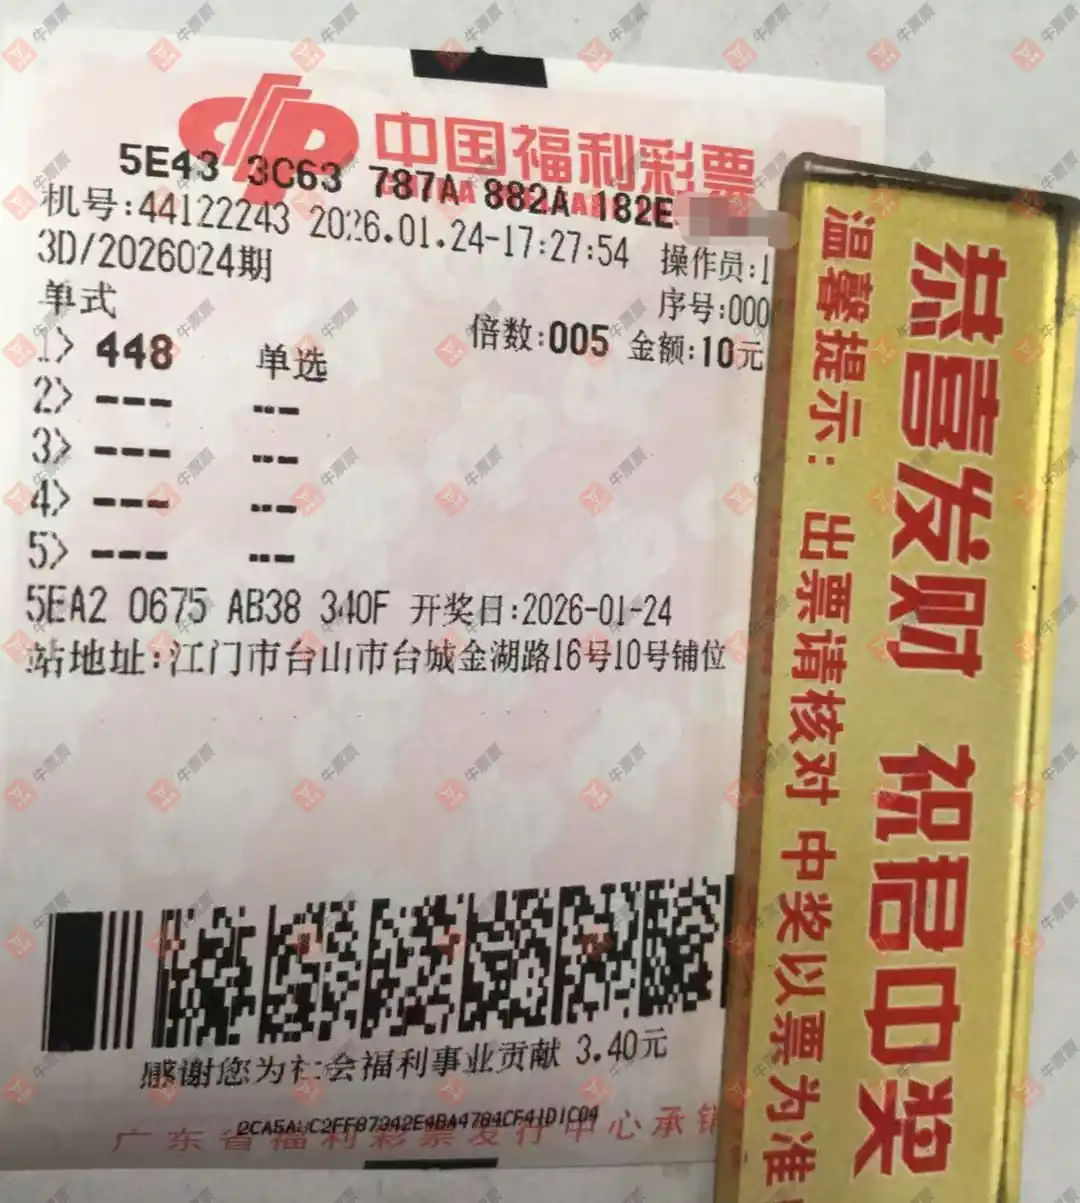 中国福利彩票
5E43 3C63 787A 882A 182E
机号:44122243 2026.01.24-17:27:54 操作员:1
3D/2026024期
序号:000
单式
倍数:005 金额:10元
1> 448 单选
2> --- ---
3> --- ---
4> --- ---
5> --- ---
5EA2 0675 AB38 340F 开奖日:2026-01-24
站地址:江门市台山市台城金湖路16号10号铺位
感谢您为社会福利事业贡献 3.40元
广东省福利彩票发行中心承销
恭喜发财 祝君中奖
温馨提示: 出票请核对 中奖以票为准
牛票票